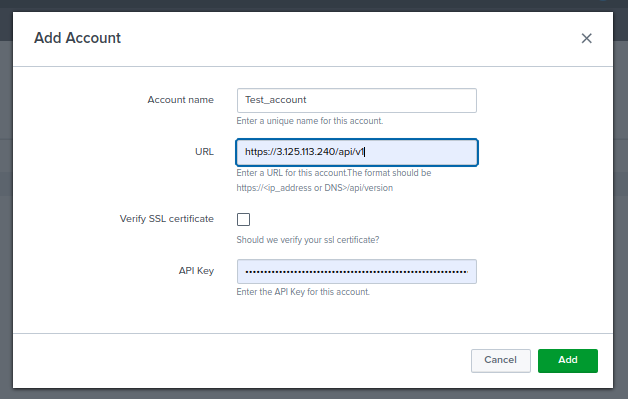 Add Account
Account name
Test_account
Enter a unique name for this account.
URL
https://3.125.113.240/api/v1
Enter a URL for this account.The format should be
https://<ip_address or DNS>/api/version
Verify SSL certificate
Should we verify your ssl certificate?
API Key
Enter the API Key for this account.
Cancel
Add